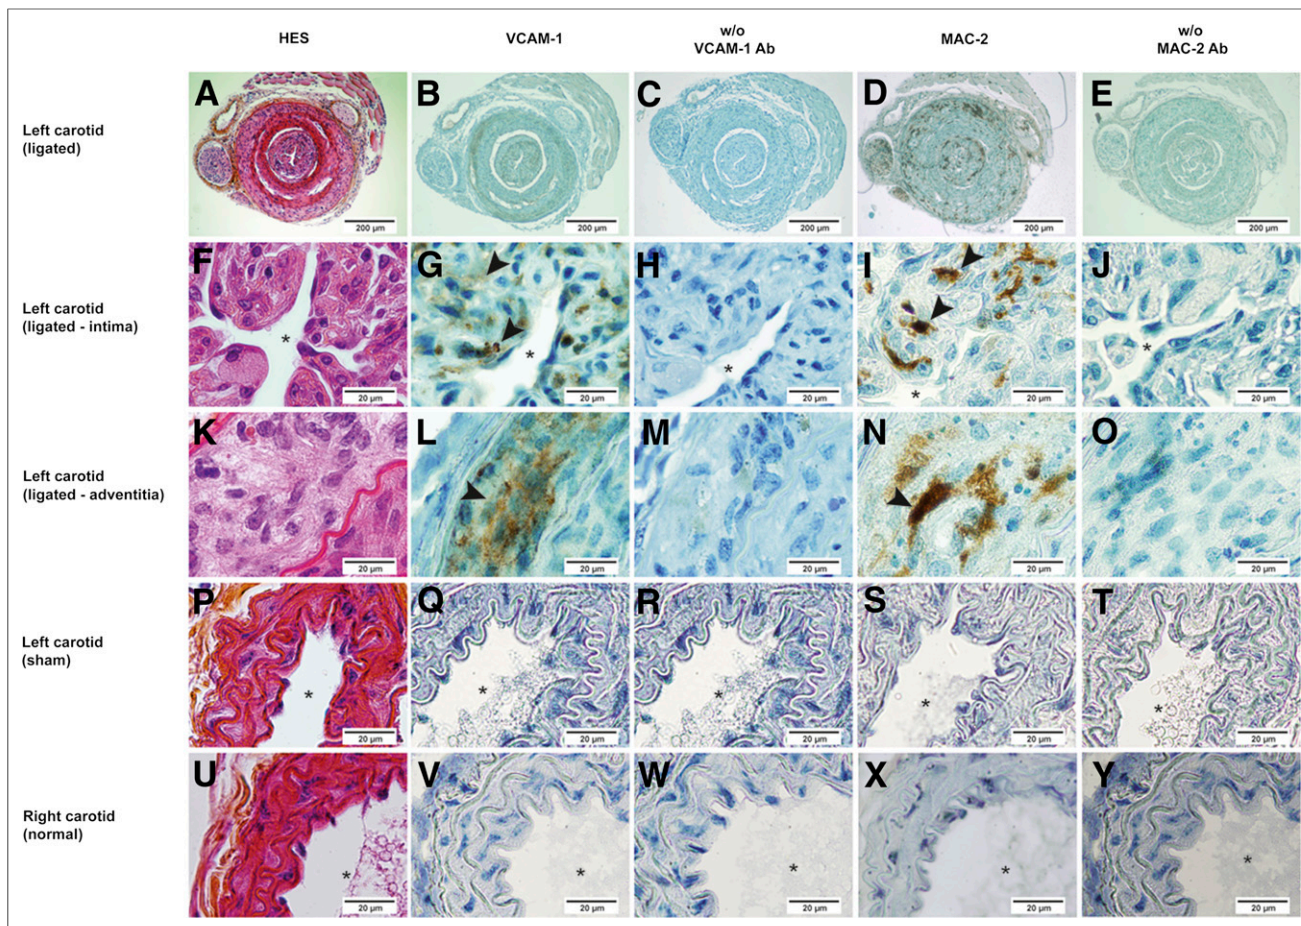 HES
VCAM-1
w/o
VCAM-1 Ab
MAC-2
w/o
MAC-2 Ab
Left carotid
(ligated)
A
B
C
D
E
200 µm
200 µm
200 µm
200 µm
200 µm
Left carotid
(ligated - intima)
F
G
H
I
J
*
*
*
*
*
20 µm
20 µm
20 µm
20 µm
20 µm
Left carotid
(ligated - adventitia)
K
L
M
N
O
20 µm
20 µm
20 µm
20 µm
20 µm
Left carotid
(sham)
P
Q
R
S
T
*
*
*
*
*
20 µm
20 µm
20 µm
20 µm
20 µm
Right carotid
(normal)
U
V
W
X
Y
*
*
*
*
*
20 µm
20 µm
20 µm
20 µm
20 µm